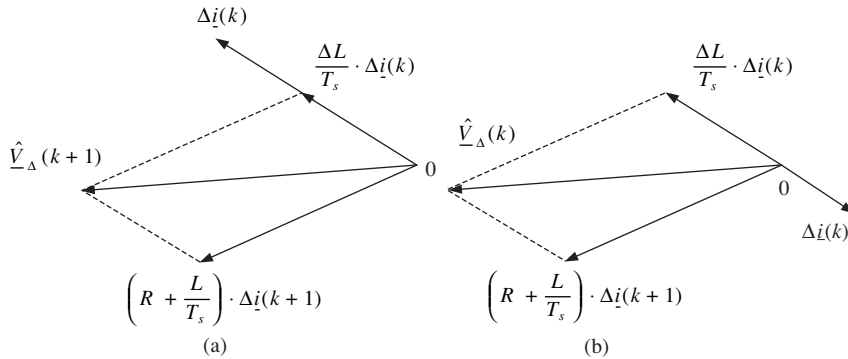 Δi(k)
ΔL/T_s · Δi(k)
V̂_Δ(k+1)
0
(R + L/T_s) · Δi(k+1)
(a)
ΔL/T_s · Δi(k)
V̂_Δ(k)
0
Δi(k)
(R + L/T_s) · Δi(k+1)
(b)